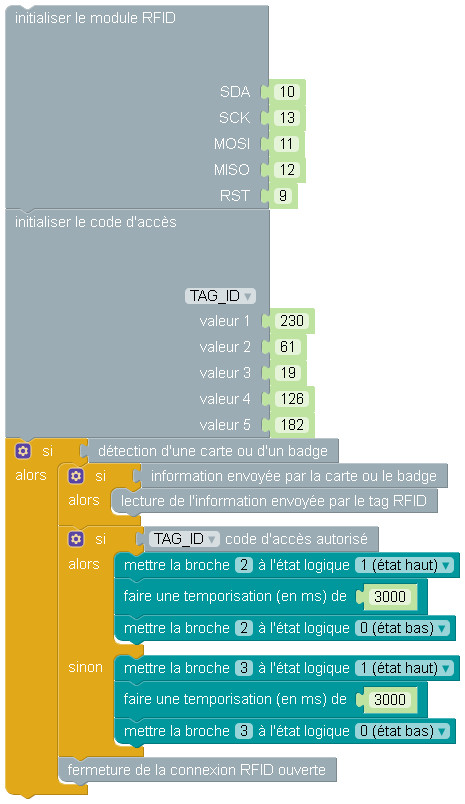 initialiser le module RFID
SDA 10
SCK 13
MOSI 11
MISO 12
RST 9
initialiser le code d'accès
TAG_ID
valeur 1 230
valeur 2 61
valeur 3 19
valeur 4 126
valeur 5 182
si détection d'une carte ou d'un badge
alors si information envoyée par la carte ou le badge
alors lecture de l'information envoyée par le tag RFID
si TAG_ID code d'accès autorisé
alors mettre la broche 2 à l'état logique 1 (état haut)
faire une temporisation (en ms) de 3000
mettre la broche 2 à l'état logique 0 (état bas)
sinon mettre la broche 3 à l'état logique 1 (état haut)
faire une temporisation (en ms) de 3000
mettre la broche 3 à l'état logique 0 (état bas)
fermeture de la connexion RFID ouverte